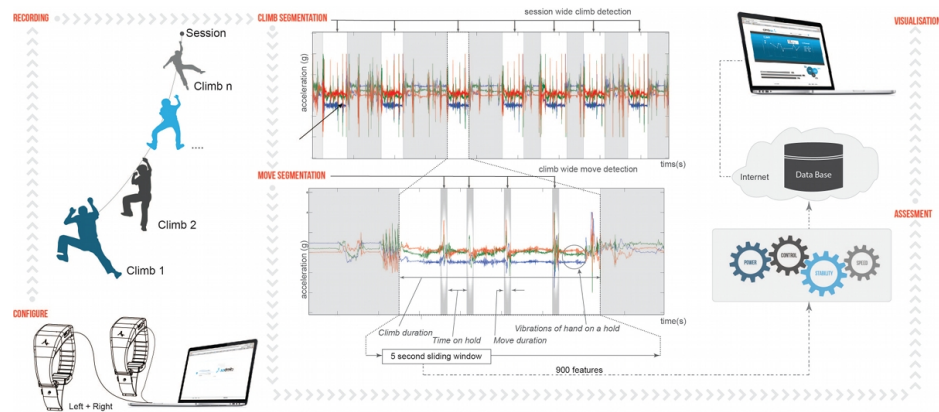 RECORDING
Session
Climb n
....
Climb 2
Climb 1
CONFIGURE
Left + Right
CLIMB SEGMENTATION
session wide climb detection
acceleration (g)
tims(s)
MOVE SEGMENTATION
climb wide move detection
acceleration (g)
time(s)
Climb duration
Time on hold
Move duration
Vibrations of hand on a hold
5 second sliding window
900 features
VISUALISATION
Internet
Data Base
ASSESMENT
POWER
CONTROL
STABILITY
SPEED